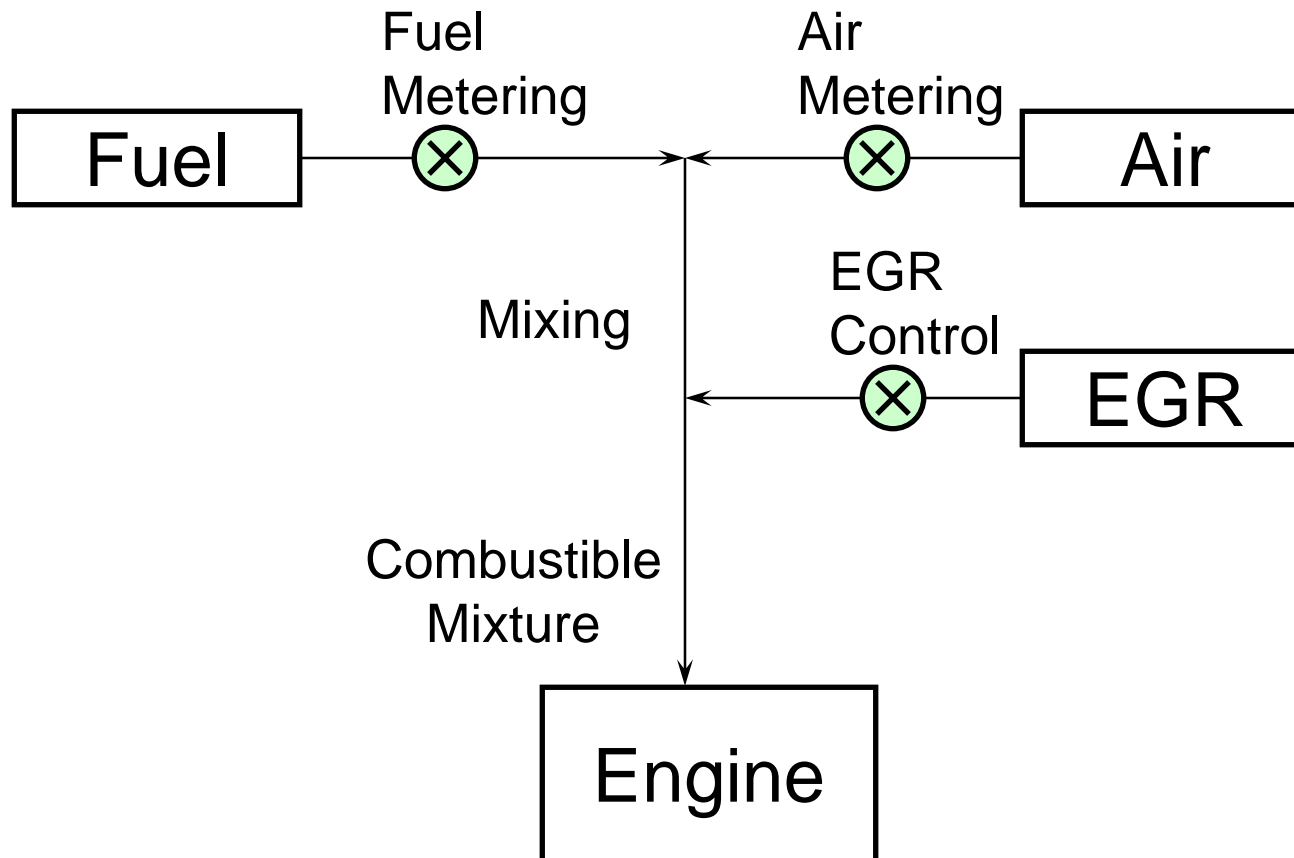 Fuel
Metering
Air
Metering
Fuel
Air
EGR
Control
Mixing
EGR
Combustible
Mixture
Engine